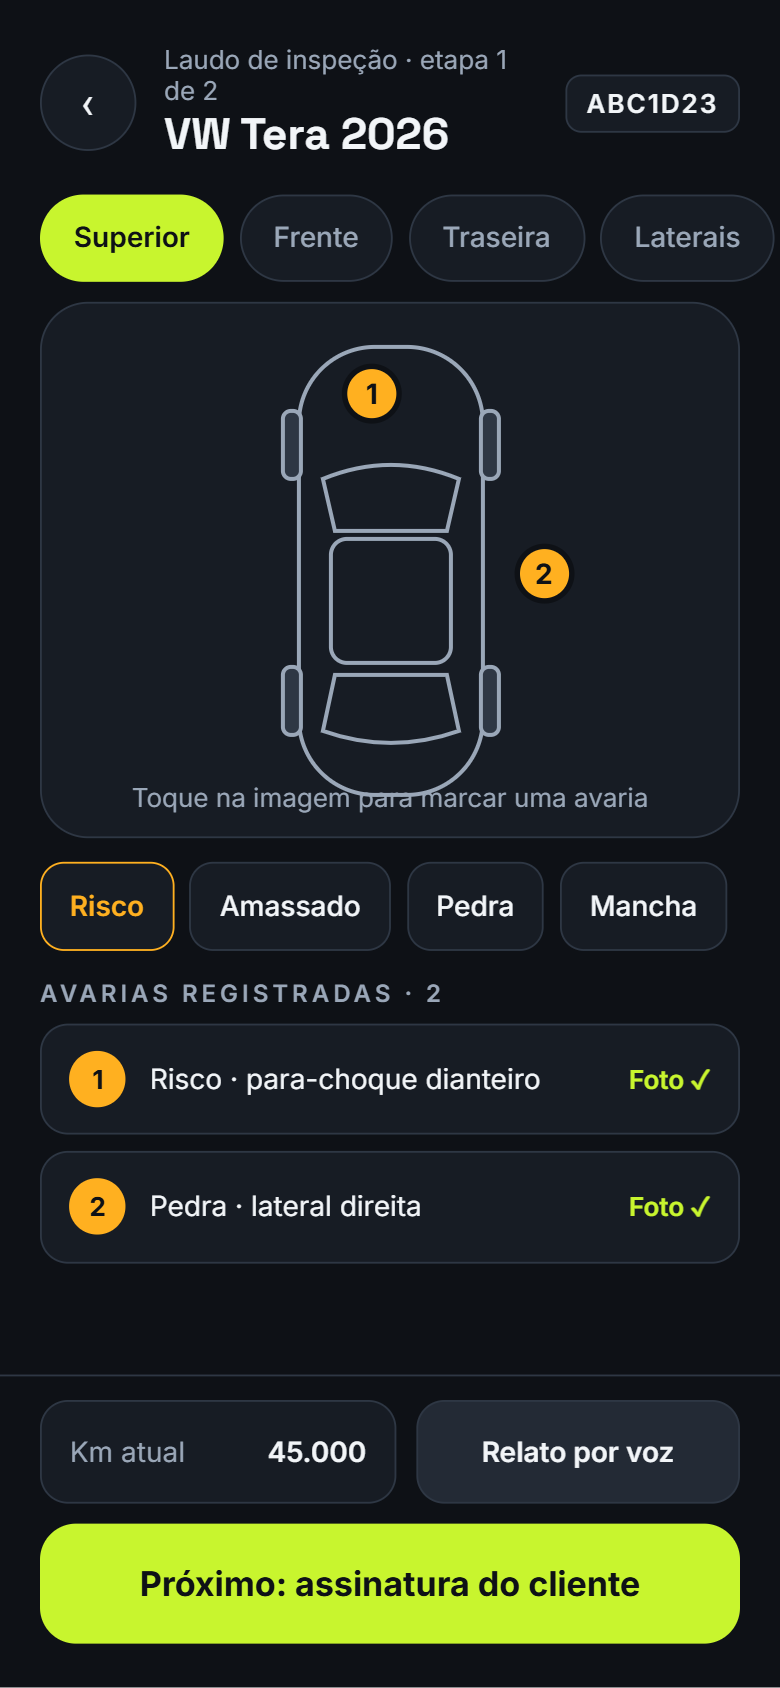 Laudo de inspeção · etapa 1
de 2
VW Tera 2026
ABC1D23
Superior
Frente
Traseira
Laterais
1
2
Toque na imagem para marcar uma avaria
Risco
Amassado
Pedra
Mancha
AVARIAS REGISTRADAS · 2
1 Risco · para-choque dianteiro Foto ✓
2 Pedra · lateral direita Foto ✓
Km atual 45.000
Relato por voz
Próximo: assinatura do cliente